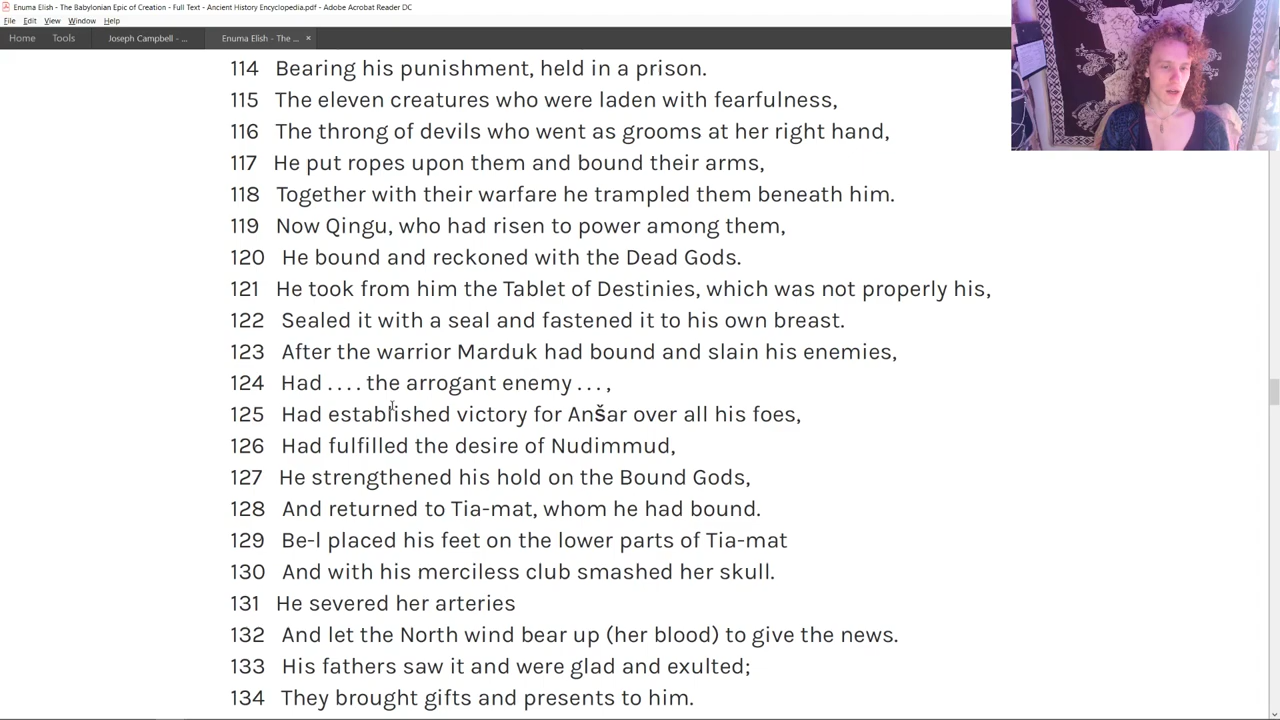 Enuma Elish - The Babylonian Epic of Creation - Full Text - Ancient History Encyclopedia.pdf - Adobe Acrobat Reader DC
File Edit View Window Help
Home Tools Joseph Campbell - ... Enuma Elish - The ... ×
114 Bearing his punishment, held in a prison.
115 The eleven creatures who were laden with fearfulness,
116 The throng of devils who went as grooms at her right hand,
117 He put ropes upon them and bound their arms,
118 Together with their warfare he trampled them beneath him.
119 Now Qingu, who had risen to power among them,
120 He bound and reckoned with the Dead Gods.
121 He took from him the Tablet of Destinies, which was not properly his,
122 Sealed it with a seal and fastened it to his own breast.
123 After the warrior Marduk had bound and slain his enemies,
124 Had . . . . the arrogant enemy . . . ,
125 Had established victory for Anšar over all his foes,
126 Had fulfilled the desire of Nudimmud,
127 He strengthened his hold on the Bound Gods,
128 And returned to Tia-mat, whom he had bound.
129 Be-l placed his feet on the lower parts of Tia-mat
130 And with his merciless club smashed her skull.
131 He severed her arteries
132 And let the North wind bear up (her blood) to give the news.
133 His fathers saw it and were glad and exulted;
134 They brought gifts and presents to him.